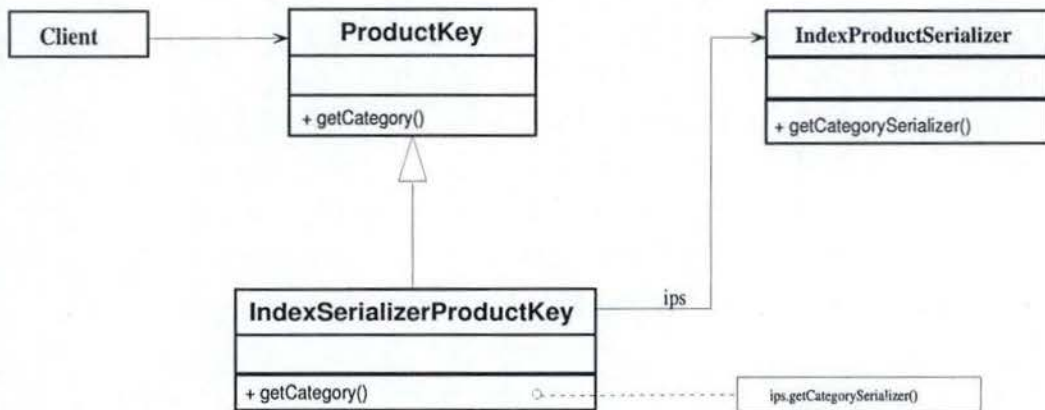 Client
ProductKey
+ getCategory()
IndexProductSerializer
+ getCategorySerializer()
IndexSerializerProductKey
+ getCategory()
ips
ips.getCategorySerializer()